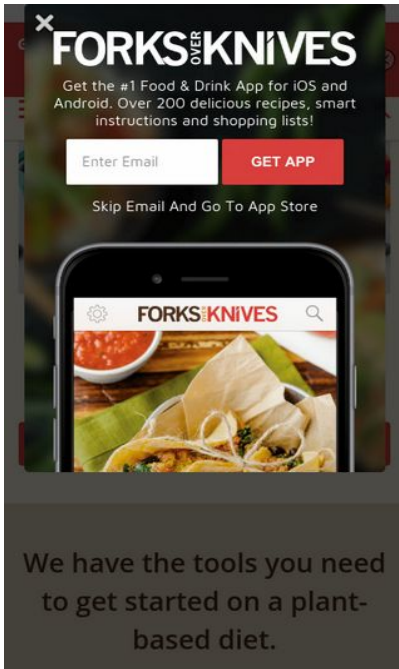 FORKS OVER KNIVES
Get the #1 Food & Drink App for iOS and
Android. Over 200 delicious recipes, smart
instructions and shopping lists!
Enter Email
GET APP
Skip Email And Go To App Store
FORKS OVER KNIVES
We have the tools you need
to get started on a plant-
based diet.